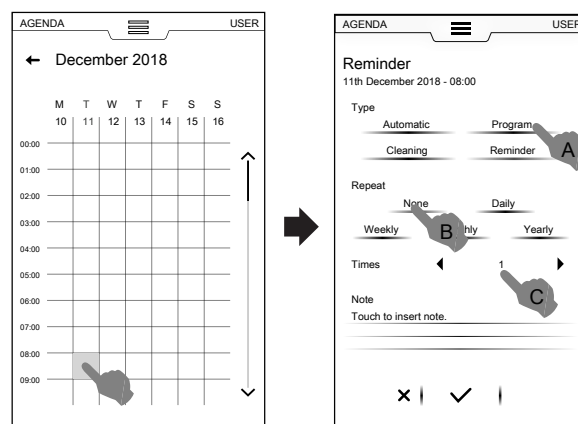 AGENDA USER
December 2018
M T W T F S S
10 11 12 13 14 15 16
00:00
01:00
02:00
03:00
04:00
05:00
06:00
07:00
08:00
09:00
AGENDA USER
Reminder
11th December 2018 - 08:00
Type
Automatic Program
A
Cleaning Reminder
Repeat
None Daily
B
Weekly hly Yearly
Times 1
C
Note
Touch to insert note.